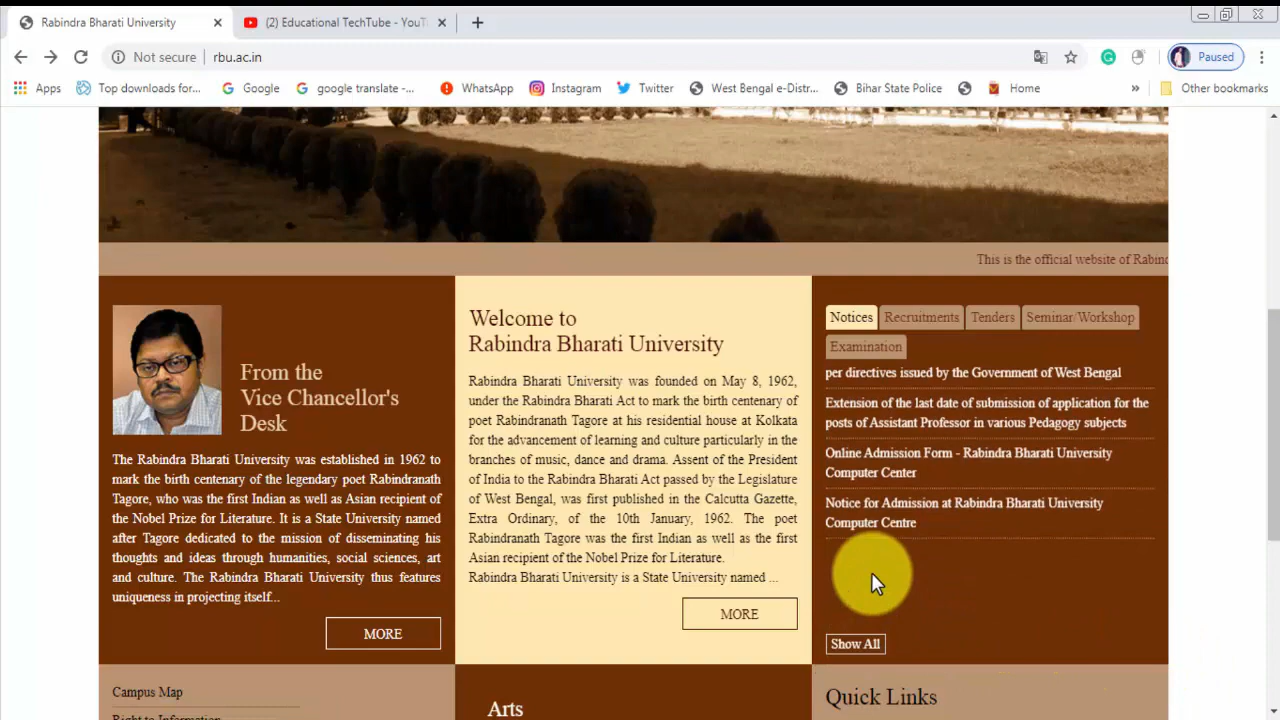 Rabindra Bharati University
(2) Educational TechTube - YouT
Not secure
rbu.ac.in
Paused
Apps
Top downloads for...
Google
google translate -...
WhatsApp
Instagram
Twitter
West Bengal e-Distr...
Bihar State Police
Home
»
Other bookmarks
This is the official website of Rabind
From the
Vice Chancellor's
Desk
The Rabindra Bharati University was established in 1962 to
mark the birth centenary of the legendary poet Rabindranath
Tagore, who was the first Indian as well as Asian recipient of
the Nobel Prize for Literature. It is a State University named
after Tagore dedicated to the mission of disseminating his
thoughts and ideas through humanities, social sciences, art
and culture. The Rabindra Bharati University thus features
uniqueness in projecting itself...
MORE
Welcome to
Rabindra Bharati University
Rabindra Bharati University was founded on May 8, 1962,
under the Rabindra Bharati Act to mark the birth centenary of
poet Rabindranath Tagore at his residential house at Kolkata
for the advancement of learning and culture particularly in the
branches of music, dance and drama. Assent of the President
of India to the Rabindra Bharati Act passed by the Legislature
of West Bengal, was first published in the Calcutta Gazette,
Extra Ordinary, of the 10th January, 1962. The poet
Rabindranath Tagore was the first Indian as well as the first
Asian recipient of the Nobel Prize for Literature.
Rabindra Bharati University is a State University named ...
MORE
Notices
Recruitments
Tenders
Seminar/Workshop
Examination
per directives issued by the Government of West Bengal
Extension of the last date of submission of application for the
posts of Assistant Professor in various Pedagogy subjects
Online Admission Form - Rabindra Bharati University
Computer Center
Notice for Admission at Rabindra Bharati University
Computer Centre
Show All
Campus Map
Right to Information
Arts
Quick Links